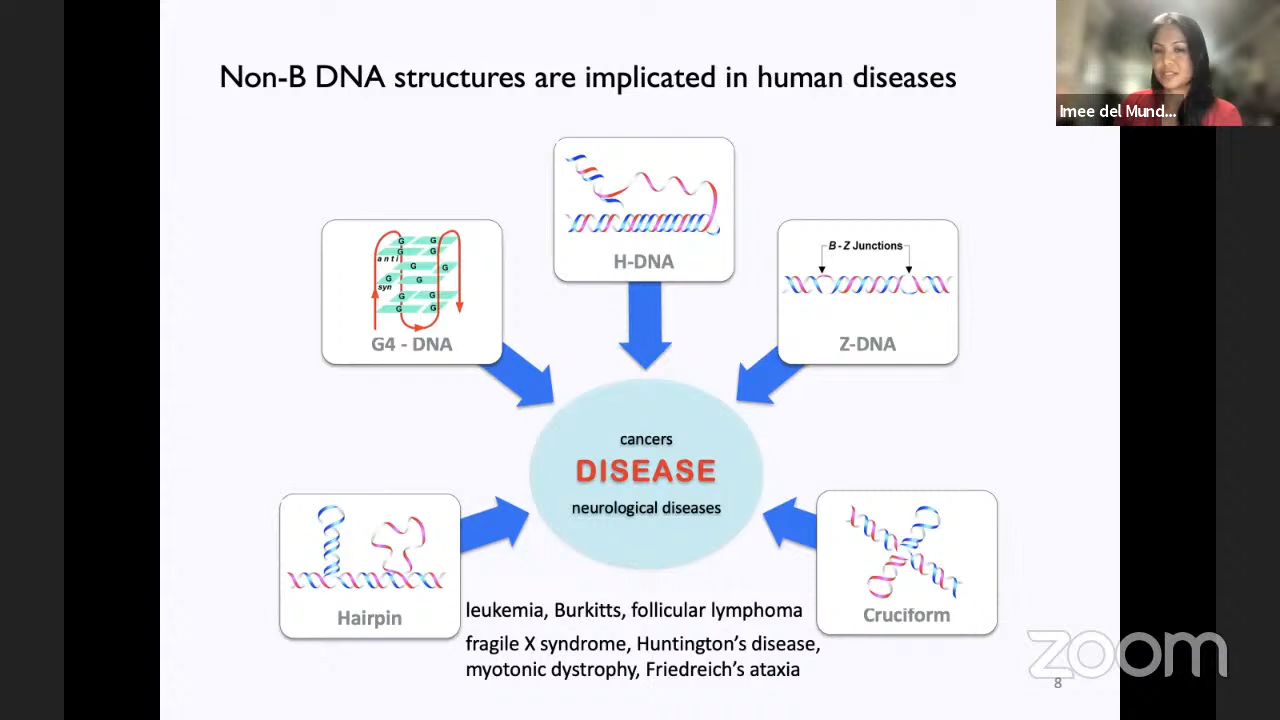 Non-B DNA structures are implicated in human diseases
Imee del Mund...
H-DNA
G
G
anti
G
G
G
G
G
G
syn
G
G
G
G
G4 - DNA
B - Z Junctions
Z-DNA
cancers
DISEASE
neurological diseases
Hairpin
Cruciform
leukemia, Burkitts, follicular lymphoma
fragile X syndrome, Huntington's disease,
myotonic dystrophy, Friedreich's ataxia
zoom
8